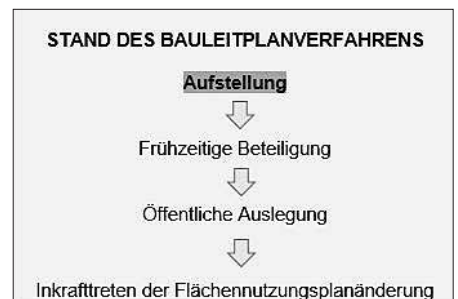 STAND DES BAULEITPLANVERFAHRENS
Aufstellung
Frühzeitige Beteiligung
Öffentliche Auslegung
Inkrafttreten der Flächennutzungsplanänderung